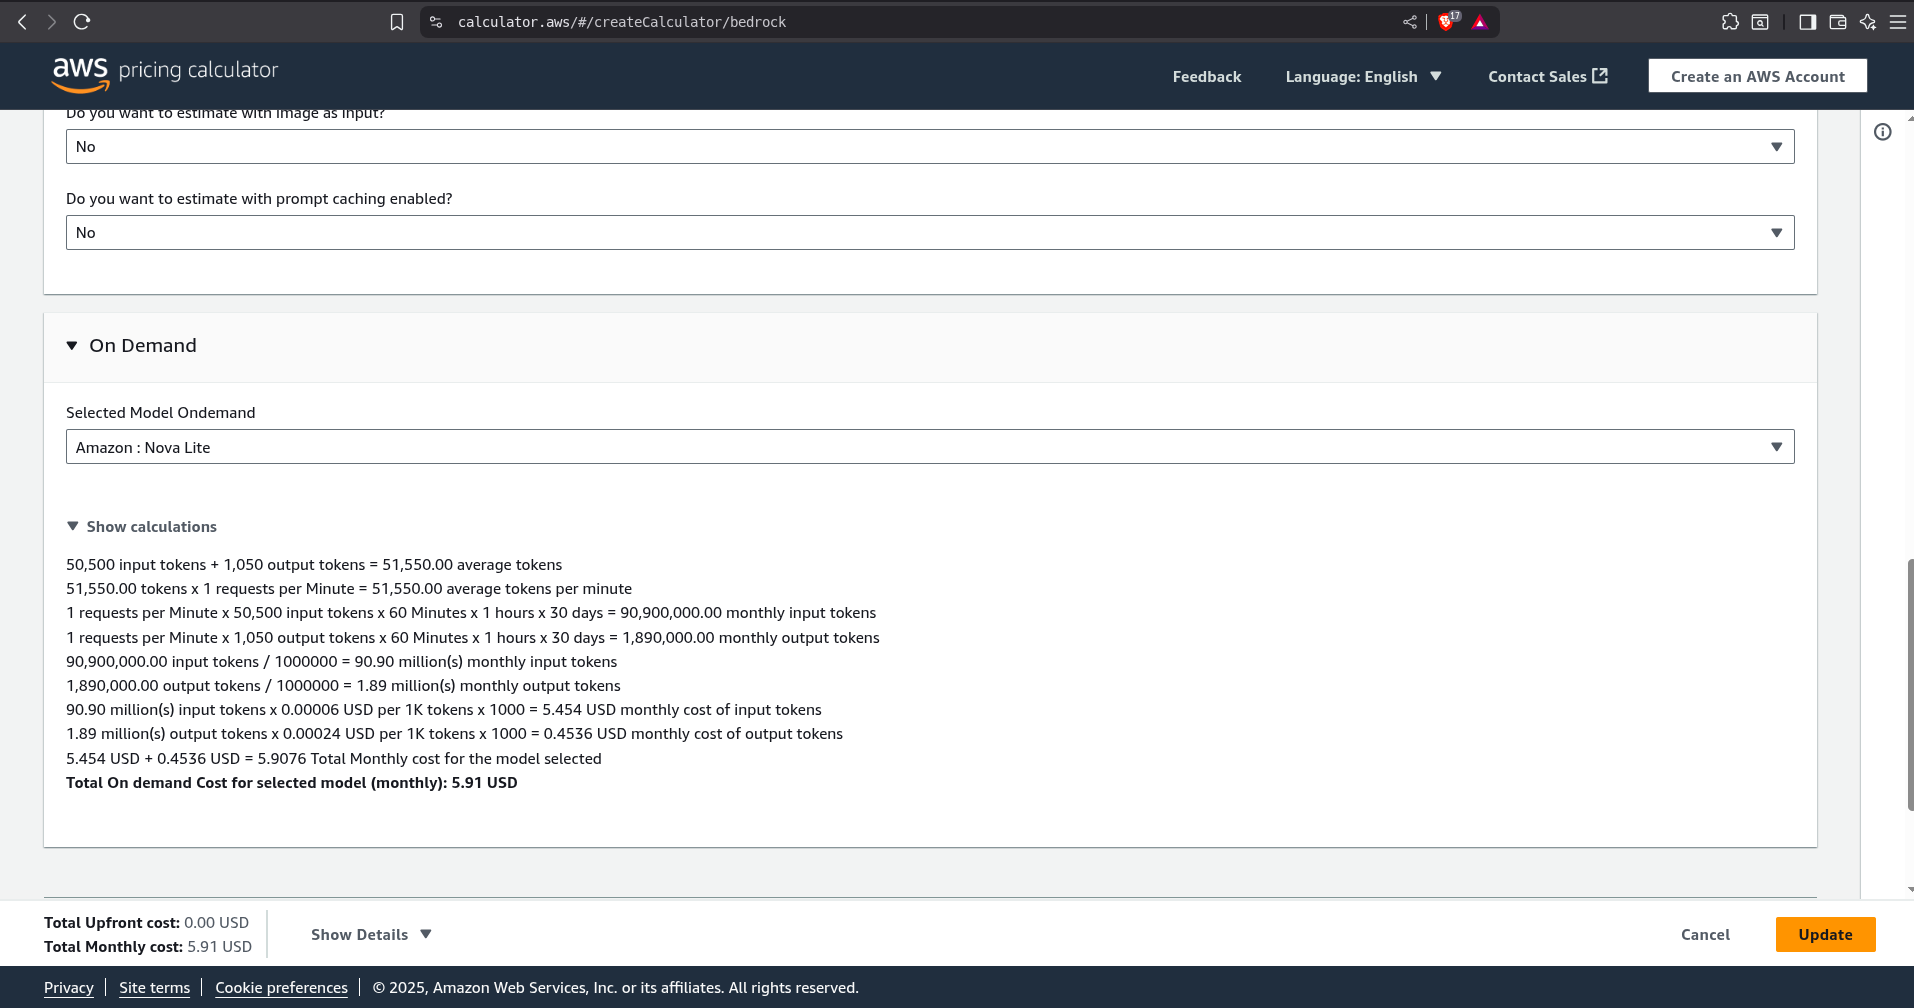 calculator.aws/#/createCalculator/bedrock
17
aws pricing calculator
Feedback
Language: English
Contact Sales
Create an AWS Account
Do you want to estimate with image as input?
No
Do you want to estimate with prompt caching enabled?
No
On Demand
Selected Model Ondemand
Amazon : Nova Lite
Show calculations
50,500 input tokens + 1,050 output tokens = 51,550.00 average tokens
51,550.00 tokens x 1 requests per Minute = 51,550.00 average tokens per minute
1 requests per Minute x 50,500 input tokens x 60 Minutes x 1 hours x 30 days = 90,900,000.00 monthly input tokens
1 requests per Minute x 1,050 output tokens x 60 Minutes x 1 hours x 30 days = 1,890,000.00 monthly output tokens
90,900,000.00 input tokens / 1000000 = 90.90 million(s) monthly input tokens
1,890,000.00 output tokens / 1000000 = 1.89 million(s) monthly output tokens
90.90 million(s) input tokens x 0.00006 USD per 1K tokens x 1000 = 5.454 USD monthly cost of input tokens
1.89 million(s) output tokens x 0.00024 USD per 1K tokens x 1000 = 0.4536 USD monthly cost of output tokens
5.454 USD + 0.4536 USD = 5.9076 Total Monthly cost for the model selected
Total On demand Cost for selected model (monthly): 5.91 USD
Total Upfront cost: 0.00 USD
Total Monthly cost: 5.91 USD
Show Details
Cancel
Update
Privacy
Site terms
Cookie preferences
© 2025, Amazon Web Services, Inc. or its affiliates. All rights reserved.